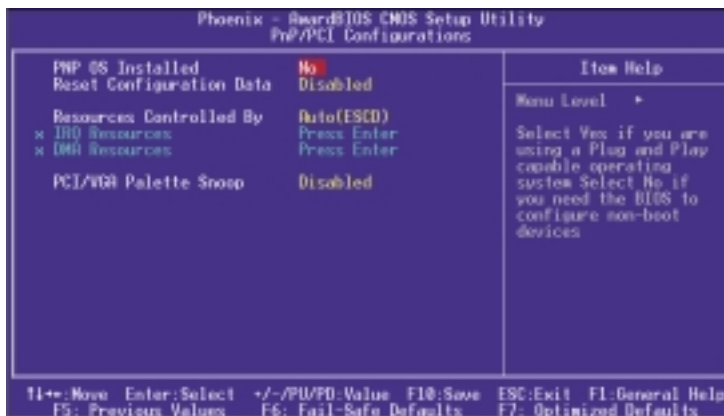 Phoenix - AwardBIOS CMOS Setup Utility
PnP/PCI Configurations
PNP OS Installed No
Reset Configuration Data Disabled
Resources Controlled By Auto(ESCD)
x IRQ Resources Press Enter
x DMA Resources Press Enter
PCI/VGA Palette Snoop Disabled
Item Help
Menu Level ▸
Select Yes if you are
using a Plug and Play
capable operating
system Select No if
you need the BIOS to
configure non-boot
devices
↑↓→←:Move Enter:Select +/-/PU/PD:Value F10:Save ESC:Exit F1:General Help
F5: Previous Values F6: Fail-Safe Defaults F7: Optimized Defaults